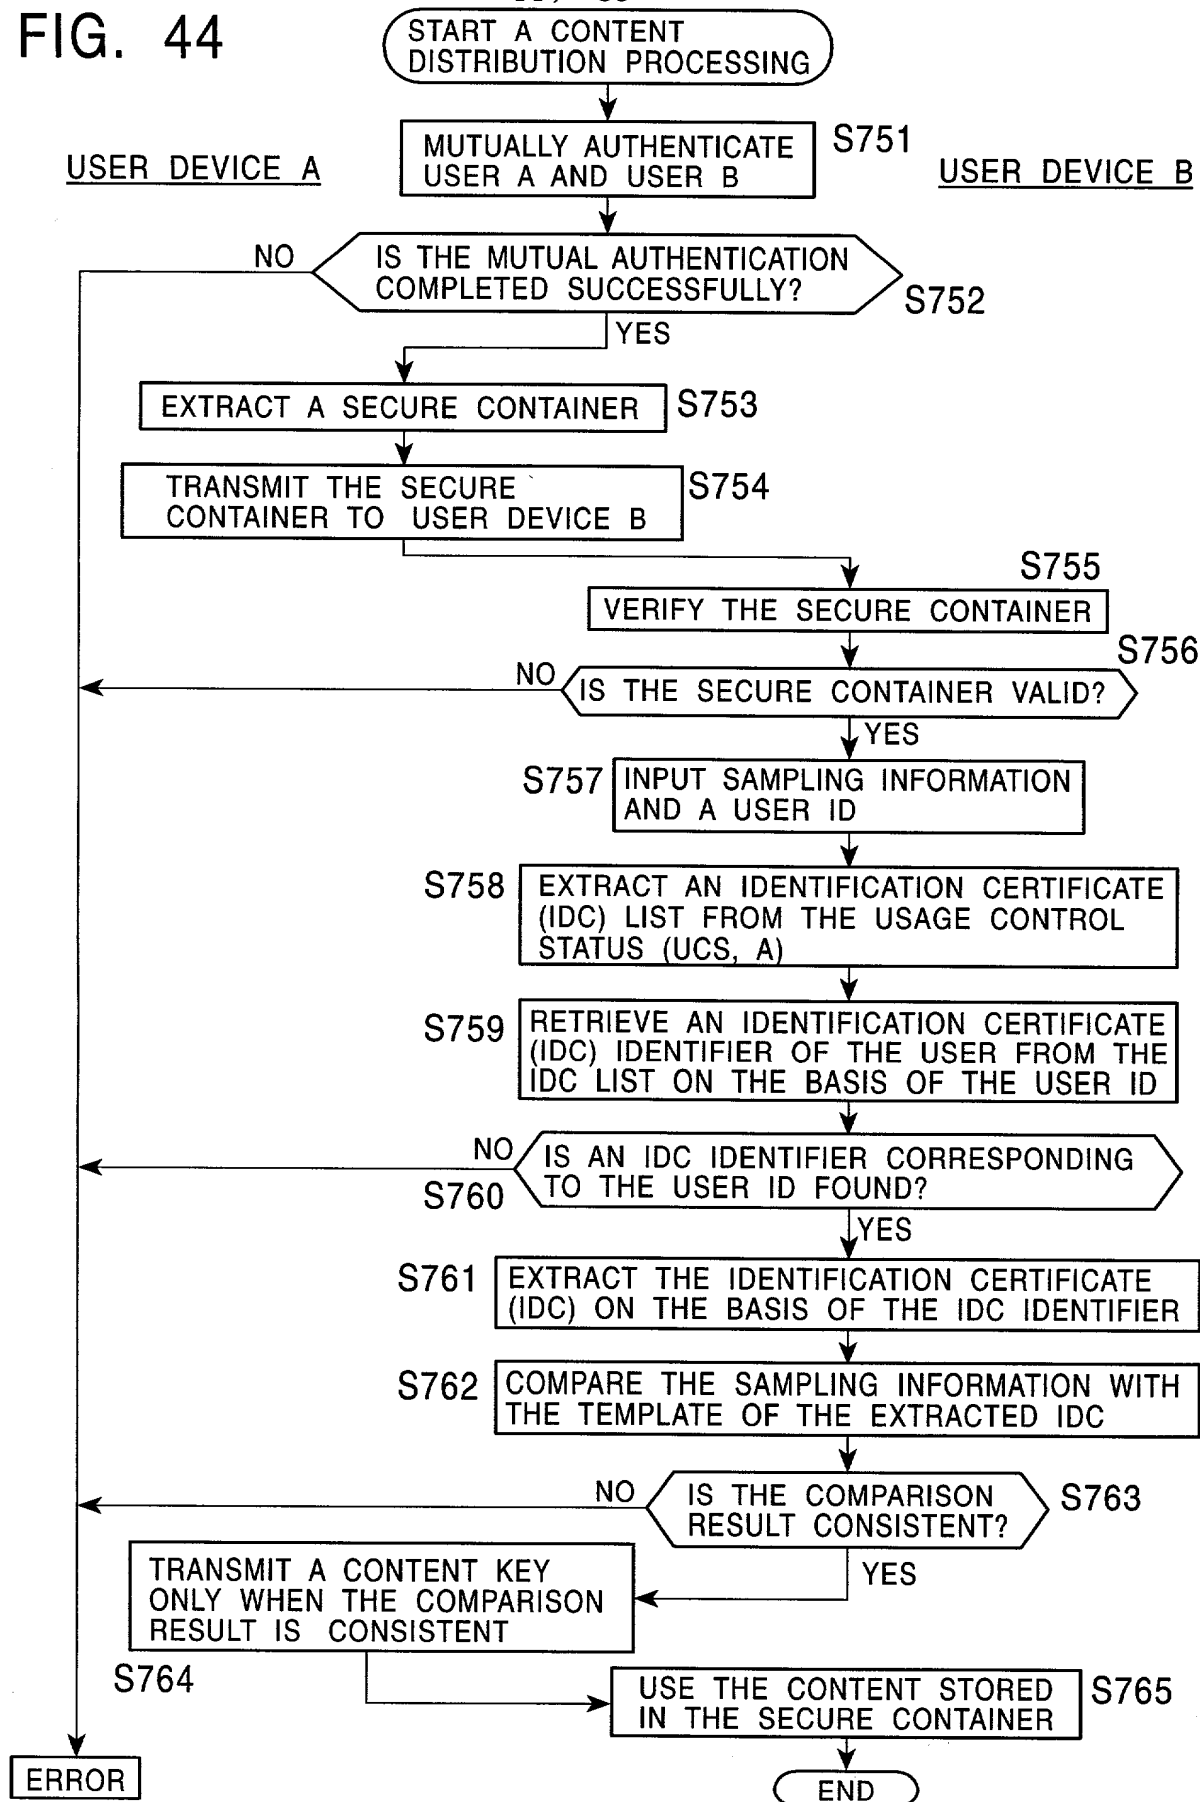 FIG. 44
START A CONTENT
DISTRIBUTION PROCESSING
S751
MUTUALLY AUTHENTICATE
USER A AND USER B
USER DEVICE A
USER DEVICE B
NO
IS THE MUTUAL AUTHENTICATION
COMPLETED SUCCESSFULLY?
S752
YES
EXTRACT A SECURE CONTAINER
S753
TRANSMIT THE SECURE
CONTAINER TO USER DEVICE B
S754
S755
VERIFY THE SECURE CONTAINER
S756
NO
IS THE SECURE CONTAINER VALID?
YES
S757
INPUT SAMPLING INFORMATION
AND A USER ID
S758
EXTRACT AN IDENTIFICATION CERTIFICATE
(IDC) LIST FROM THE USAGE CONTROL
STATUS (UCS, A)
S759
RETRIEVE AN IDENTIFICATION CERTIFICATE
(IDC) IDENTIFIER OF THE USER FROM THE
IDC LIST ON THE BASIS OF THE USER ID
NO
IS AN IDC IDENTIFIER CORRESPONDING
TO THE USER ID FOUND?
S760
YES
S761
EXTRACT THE IDENTIFICATION CERTIFICATE
(IDC) ON THE BASIS OF THE IDC IDENTIFIER
S762
COMPARE THE SAMPLING INFORMATION WITH
THE TEMPLATE OF THE EXTRACTED IDC
NO
IS THE COMPARISON
RESULT CONSISTENT?
S763
YES
TRANSMIT A CONTENT KEY
ONLY WHEN THE COMPARISON
RESULT IS CONSISTENT
S764
USE THE CONTENT STORED
IN THE SECURE CONTAINER
S765
ERROR
END